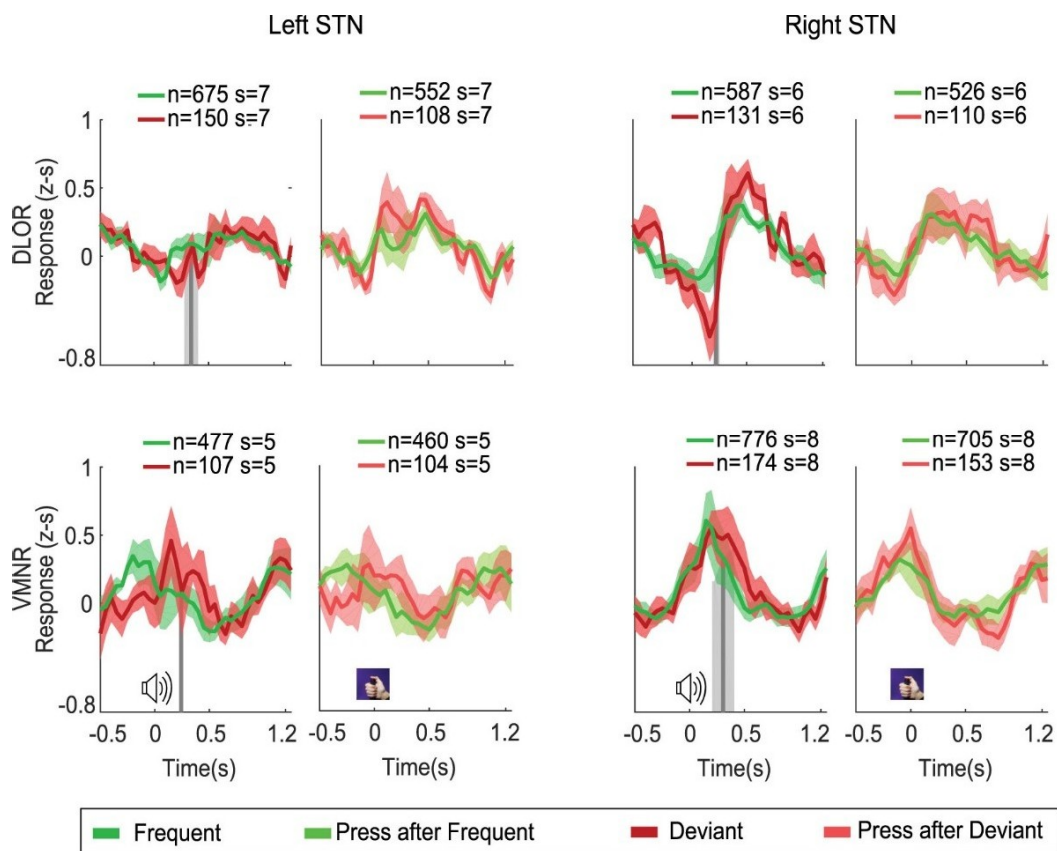 Left STN
Right STN
n=675 s=7
n=150 s=7
n=552 s=7
n=108 s=7
n=587 s=6
n=131 s=6
n=526 s=6
n=110 s=6
DLOR
Response (z-s)
1
0.5
0
-0.8
n=477 s=5
n=107 s=5
n=460 s=5
n=104 s=5
n=776 s=8
n=174 s=8
n=705 s=8
n=153 s=8
VMNR
Response (z-s)
1
0.5
0
-0.8
-0.5 0 0.5 1.2
-0.5 0 0.5 1.2
-0.5 0 0.5 1.2
-0.5 0 0.5 1.2
Time(s)
Time(s)
Time(s)
Time(s)
Frequent
Press after Frequent
Deviant
Press after Deviant